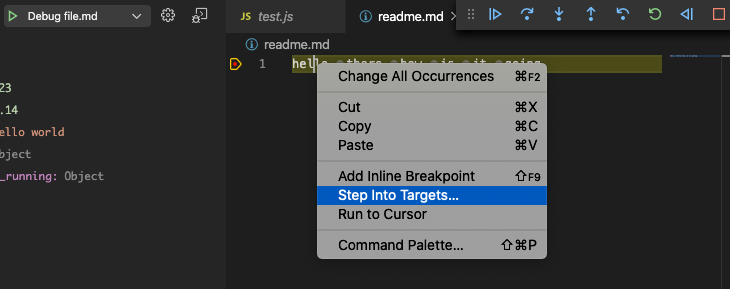 Debug file.md
test.js
readme.md
readme.md
1 hello there how is it going
Change All Occurrences ⌘F2
23
Cut ⌘X
.14
Copy ⌘C
ello world
Paste ⌘V
bject
Add Inline Breakpoint ⇧F9
_running: Object
Step Into Targets...
Run to Cursor
Command Palette... ⇧⌘P